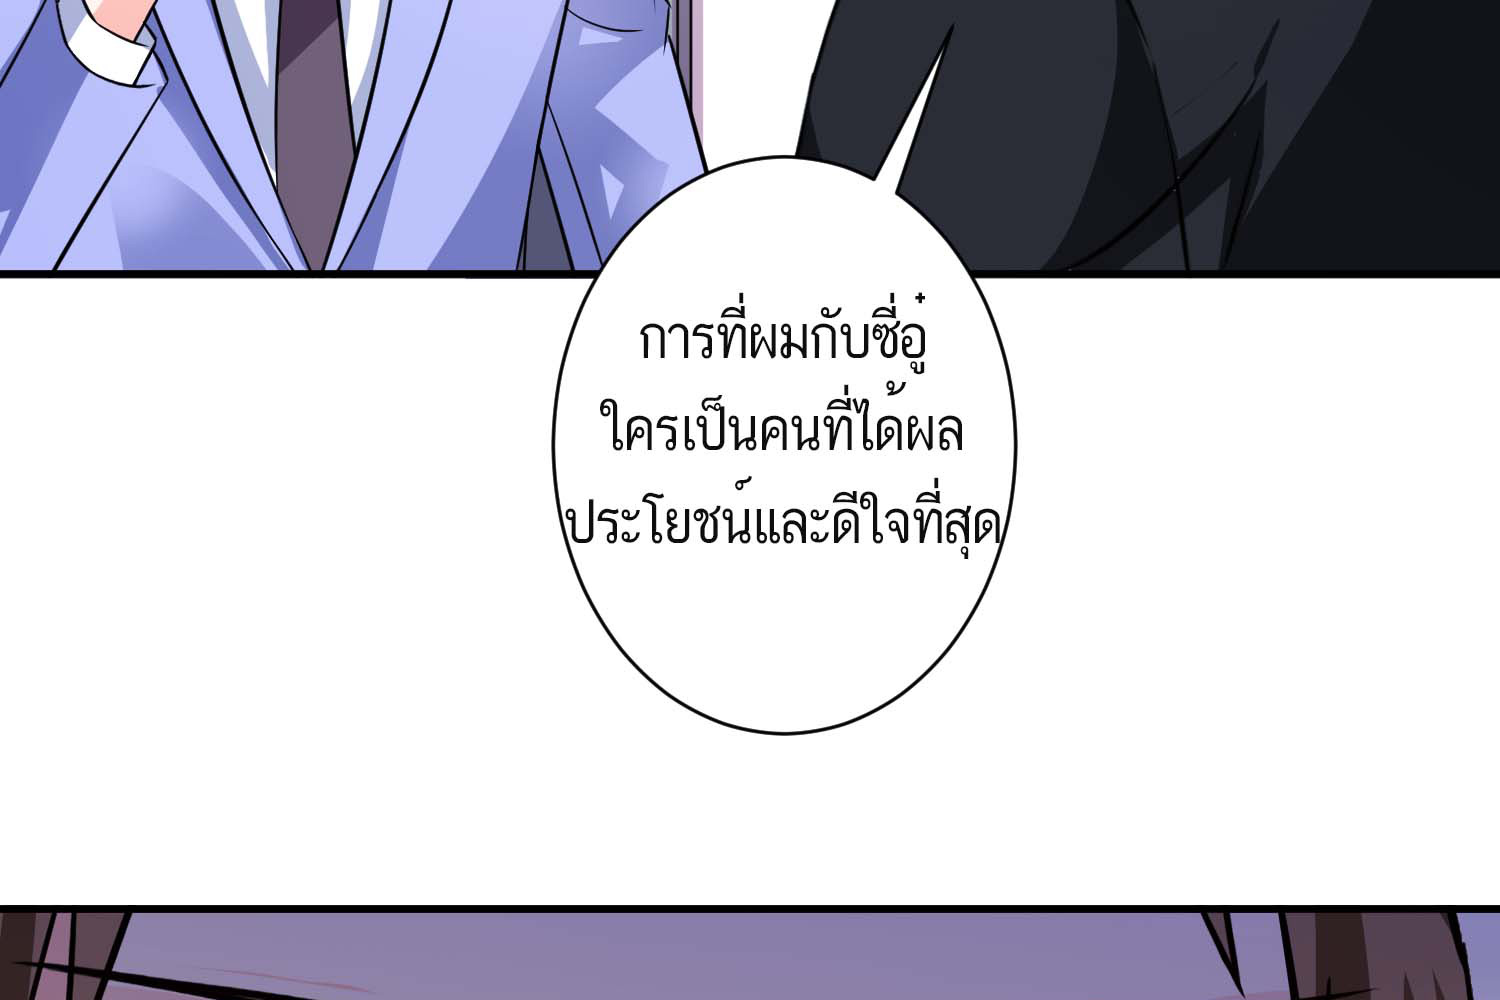 การที่ผมกับซี่อู๋
ใครเป็นคนที่ได้ผล
ประโยชน์และดีใจที่สุด